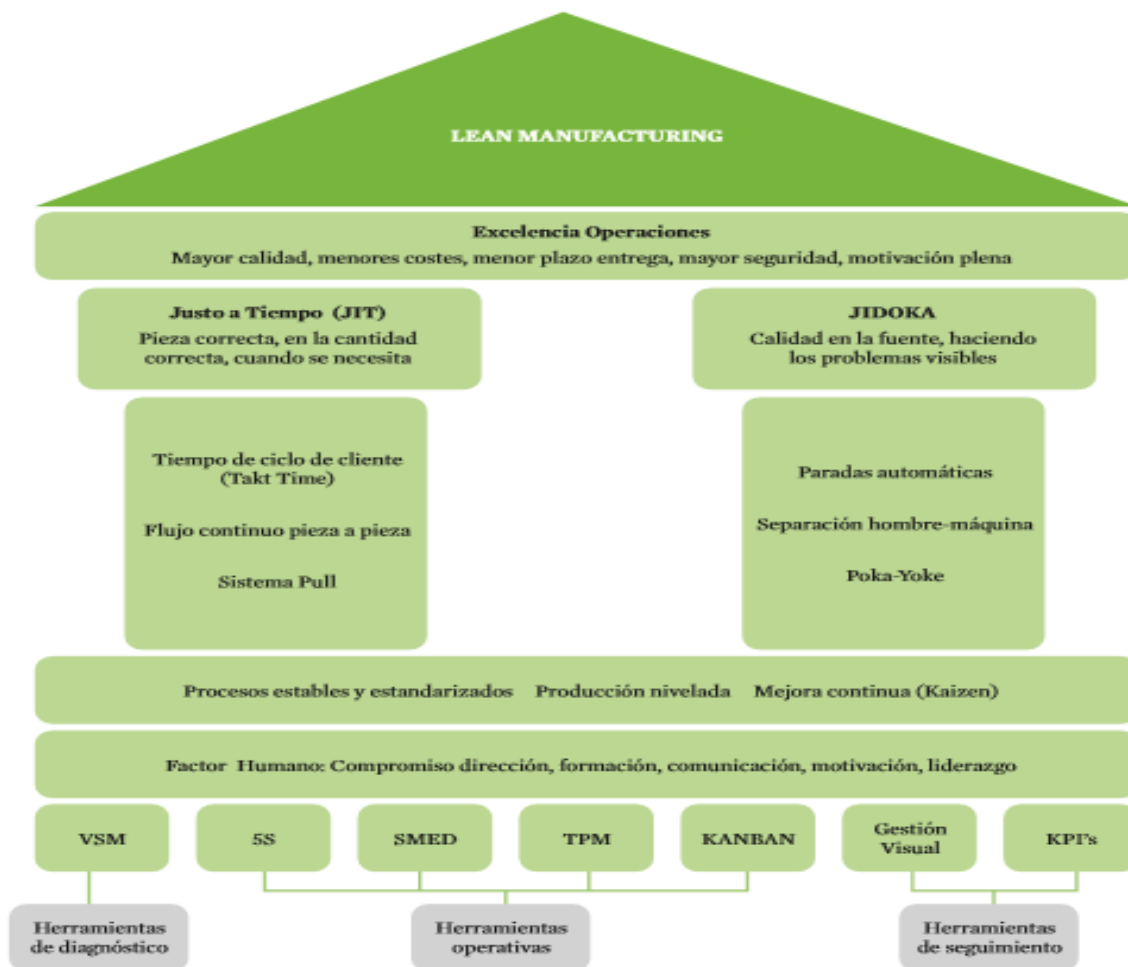 LEAN MANUFACTURING
Excelencia Operaciones
Mayor calidad, menores costes, menor plazo entrega, mayor seguridad, motivación plena
Justo a Tiempo (JIT)
Pieza correcta, en la cantidad
correcta, cuando se necesita
JIDOKA
Calidad en la fuente, haciendo
los problemas visibles
Tiempo de ciclo de cliente
(Takt Time)
Flujo continuo pieza a pieza
Sistema Pull
Paradas automáticas
Separación hombre-máquina
Poka-Yoke
Procesos estables y estandarizados Producción nivelada Mejora continua (Kaizen)
Factor Humano: Compromiso dirección, formación, comunicación, motivación, liderazgo
VSM
5S
SMED
TPM
KANBAN
Gestión
Visual
KPI's
Herramientas
de diagnóstico
Herramientas
operativas
Herramientas
de seguimiento